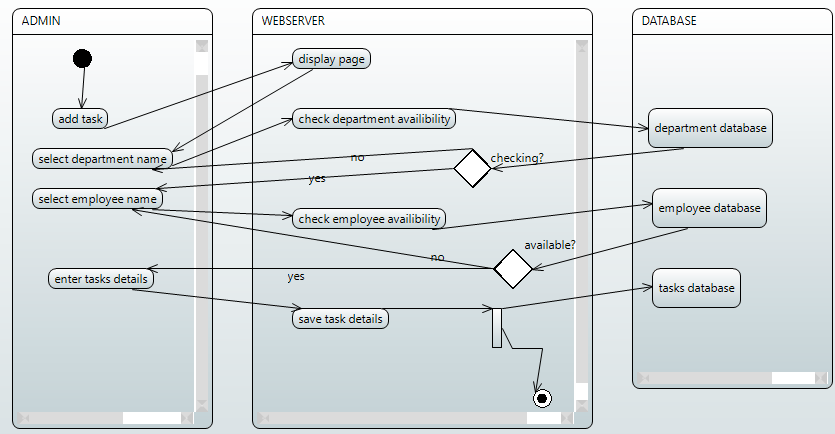 ADMIN
WEBSERVER
DATABASE
display page
add task
check department availibility
department database
select department name
no
checking?
yes
select employee name
check employee availibility
employee database
available?
no
enter tasks details
yes
tasks database
save task details